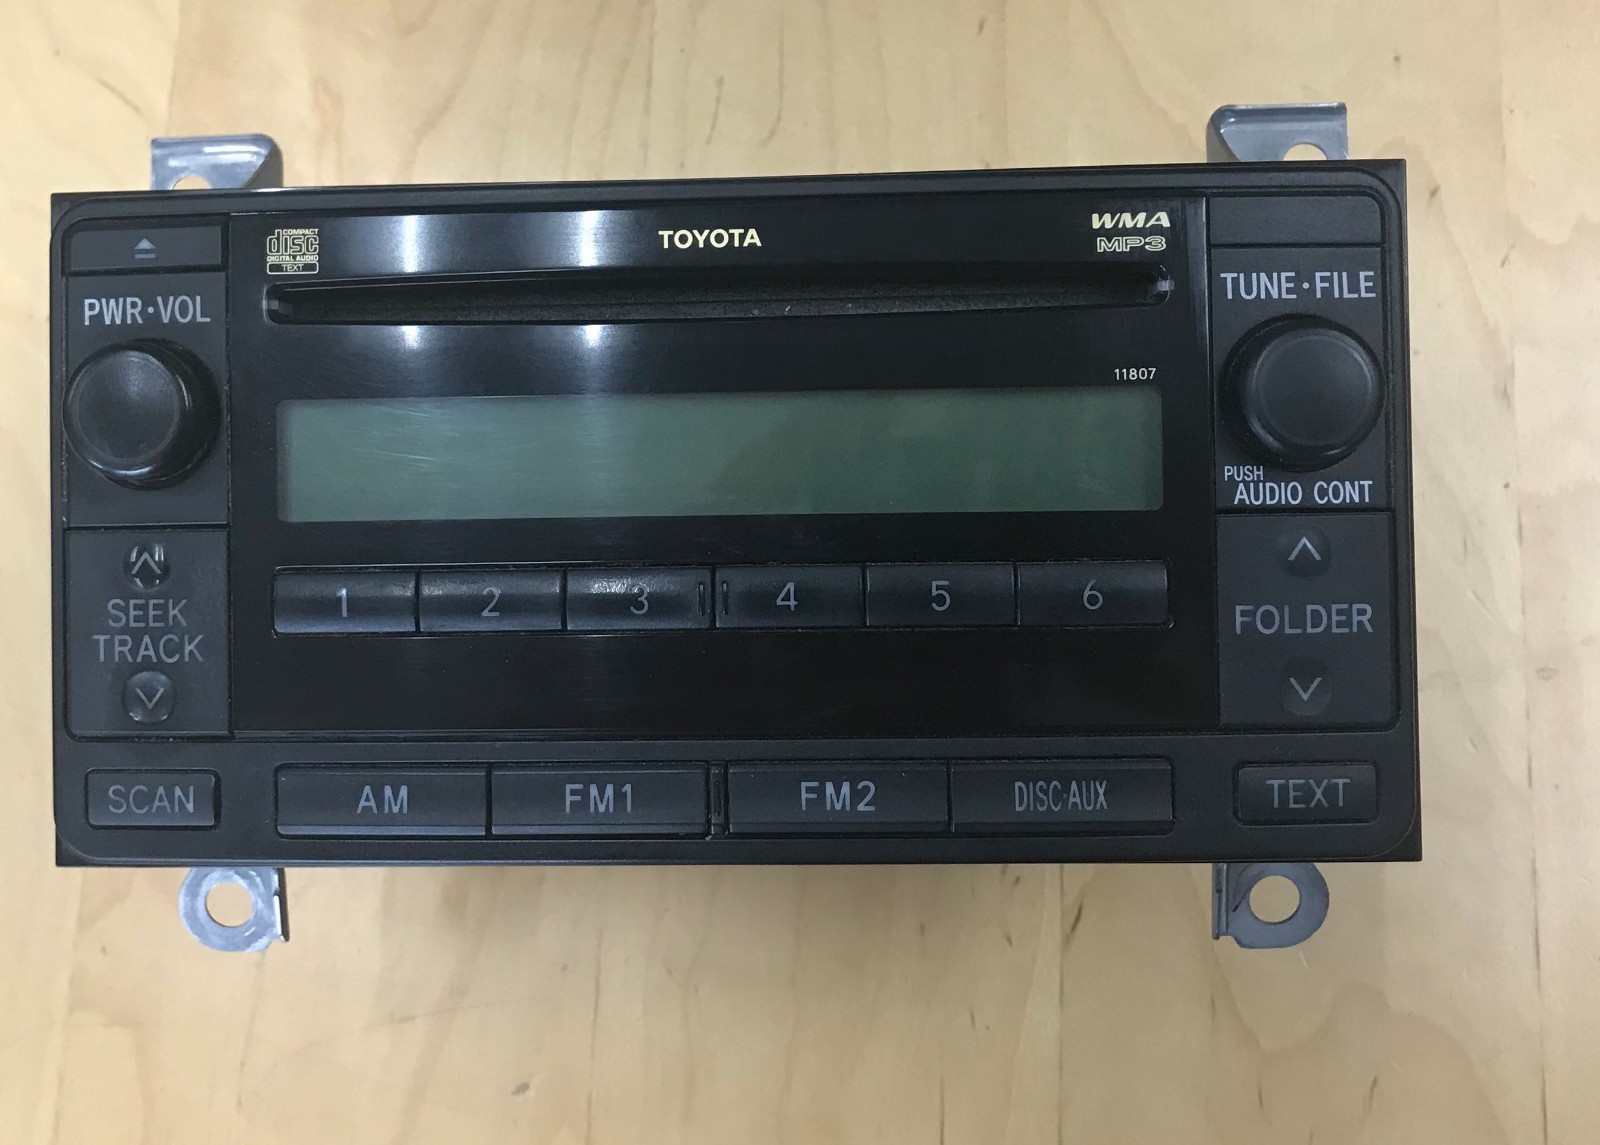 COMPACT
disc
DIGITAL AUDIO
TEXT
TOYOTA
WMA
MP3
PWR·VOL
TUNE·FILE
11807
PUSH
AUDIO CONT
SEEK
TRACK
1 2 3 4 5 6
FOLDER
SCAN AM FM1 FM2 DISC·AUX TEXT